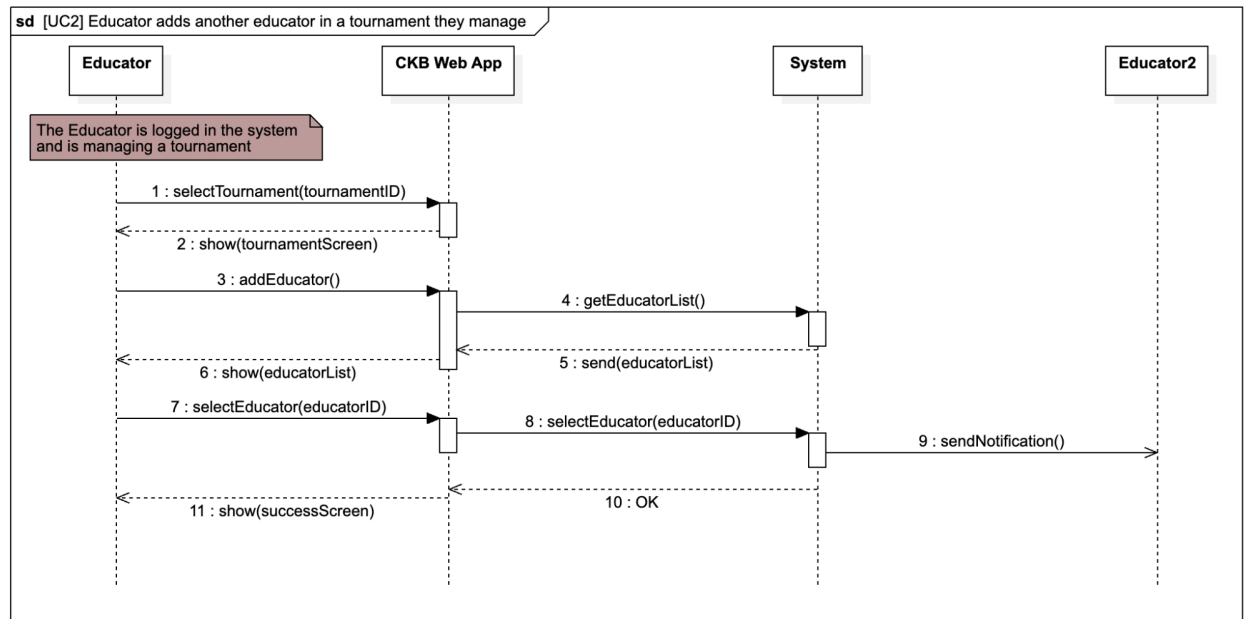 sd [UC2] Educator adds another educator in a tournament they manage
Educator
CKB Web App
System
Educator2
The Educator is logged in the system
and is managing a tournament
1 : selectTournament(tournamentID)
2 : show(tournamentScreen)
3 : addEducator()
4 : getEducatorList()
5 : send(educatorList)
6 : show(educatorList)
7 : selectEducator(educatorID)
8 : selectEducator(educatorID)
9 : sendNotification()
10 : OK
11 : show(successScreen)